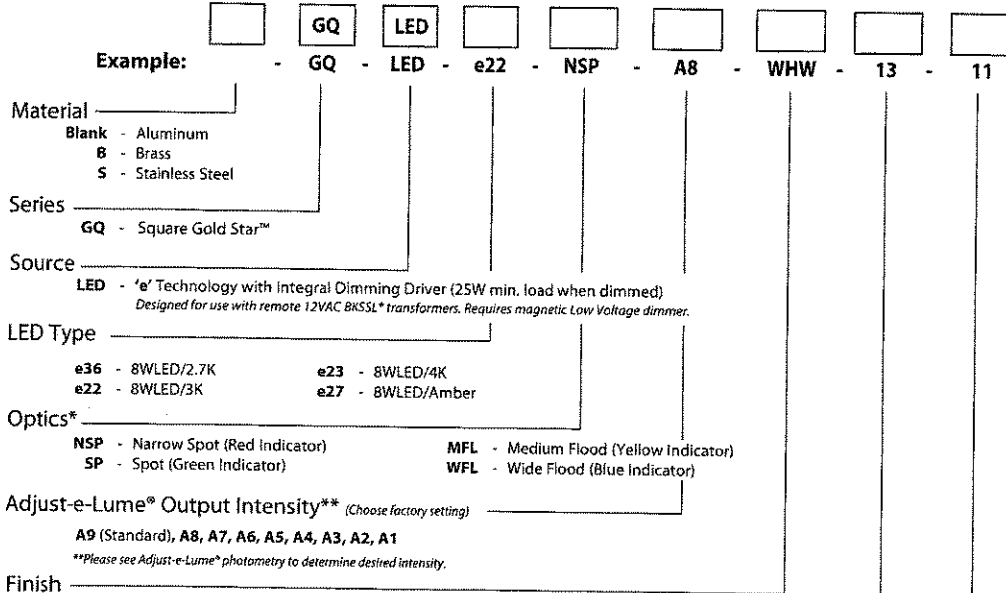 GQ LED
Example: - GQ - LED - e22 - NSP - A8 - WHW - 13 - 11
Material
Blank - Aluminum
B - Brass
S - Stainless Steel
Series
GQ - Square Gold Star™
Source
LED - 'e' Technology with Integral Dimming Driver (25W min. load when dimmed)
Designed for use with remote 12VAC BKSSL® transformers. Requires magnetic Low Voltage dimmer.
LED Type
e36 - 8WLED/2.7K e23 - 8WLED/4K
e22 - 8WLED/3K e27 - 8WLED/Amber
Optics*
NSP - Narrow Spot (Red Indicator) MFL - Medium Flood (Yellow Indicator)
SP - Spot (Green Indicator) WFL - Wide Flood (Blue Indicator)
Adjust-e-Lume® Output Intensity** (Choose factory setting)
A9 (Standard), A8, A7, A6, A5, A4, A3, A2, A1
**Please see Adjust-e-Lume® photometry to determine desired intensity.
Finish